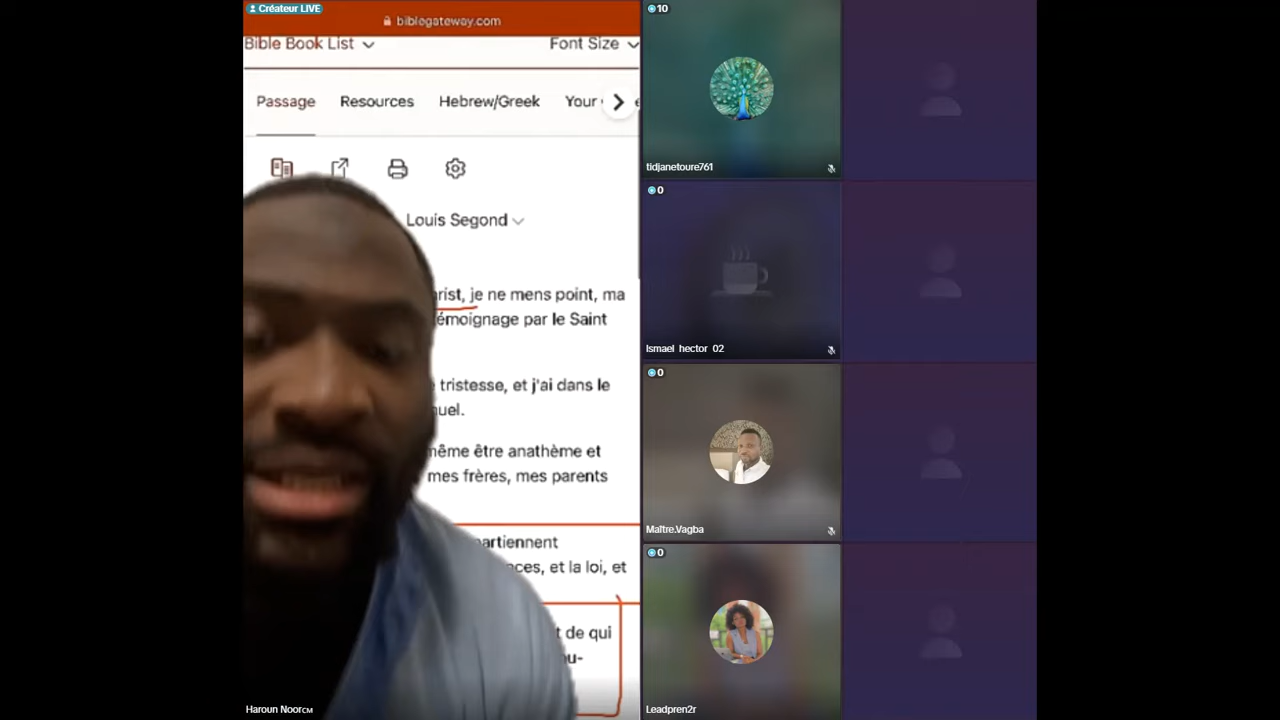 Créateur LIVE
biblegateway.com
Bible Book List
Font Size
Passage
Resources
Hebrew/Greek
Your
Louis Segond
rist, je ne mens point, ma
émoignage par le Saint
tristesse, et j'ai dans le
uel.
même être anathème et
mes frères, mes parents
artiennent
ces, et la loi, et
t de qui
u-
Haroun Noor CM
10
tidjanetoure761
0
Ismael hector 02
0
Maître.Vagba
0
Leadpren2r